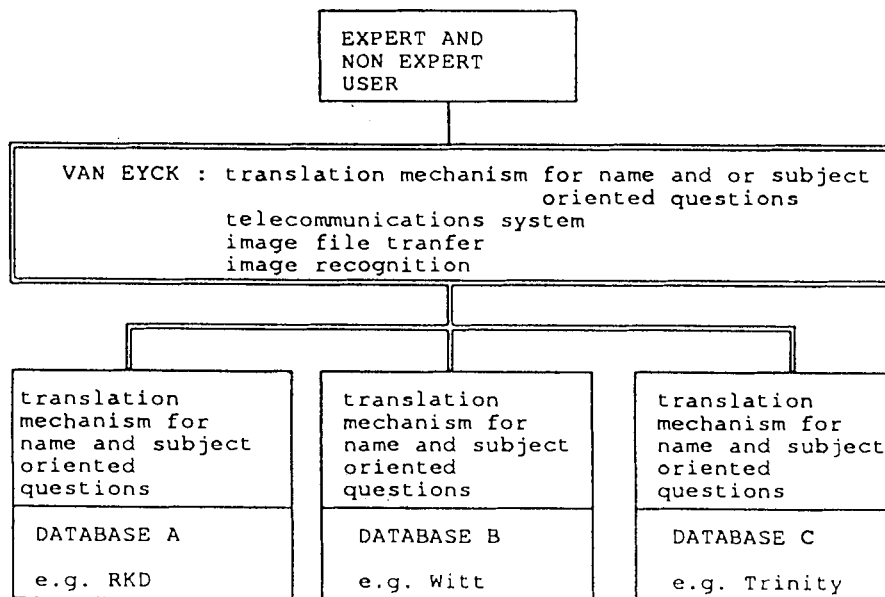 EXPERT AND
NON EXPERT
USER
VAN EYCK : translation mechanism for name and or subject
oriented questions
telecommunications system
image file tranfer
image recognition
translation
mechanism for
name and subject
oriented
questions
DATABASE A
e.g. RKD
translation
mechanism for
name and subject
oriented
questions
DATABASE B
e.g. Witt
translation
mechanism for
name and subject
oriented
questions
DATABASE C
e.g. Trinity